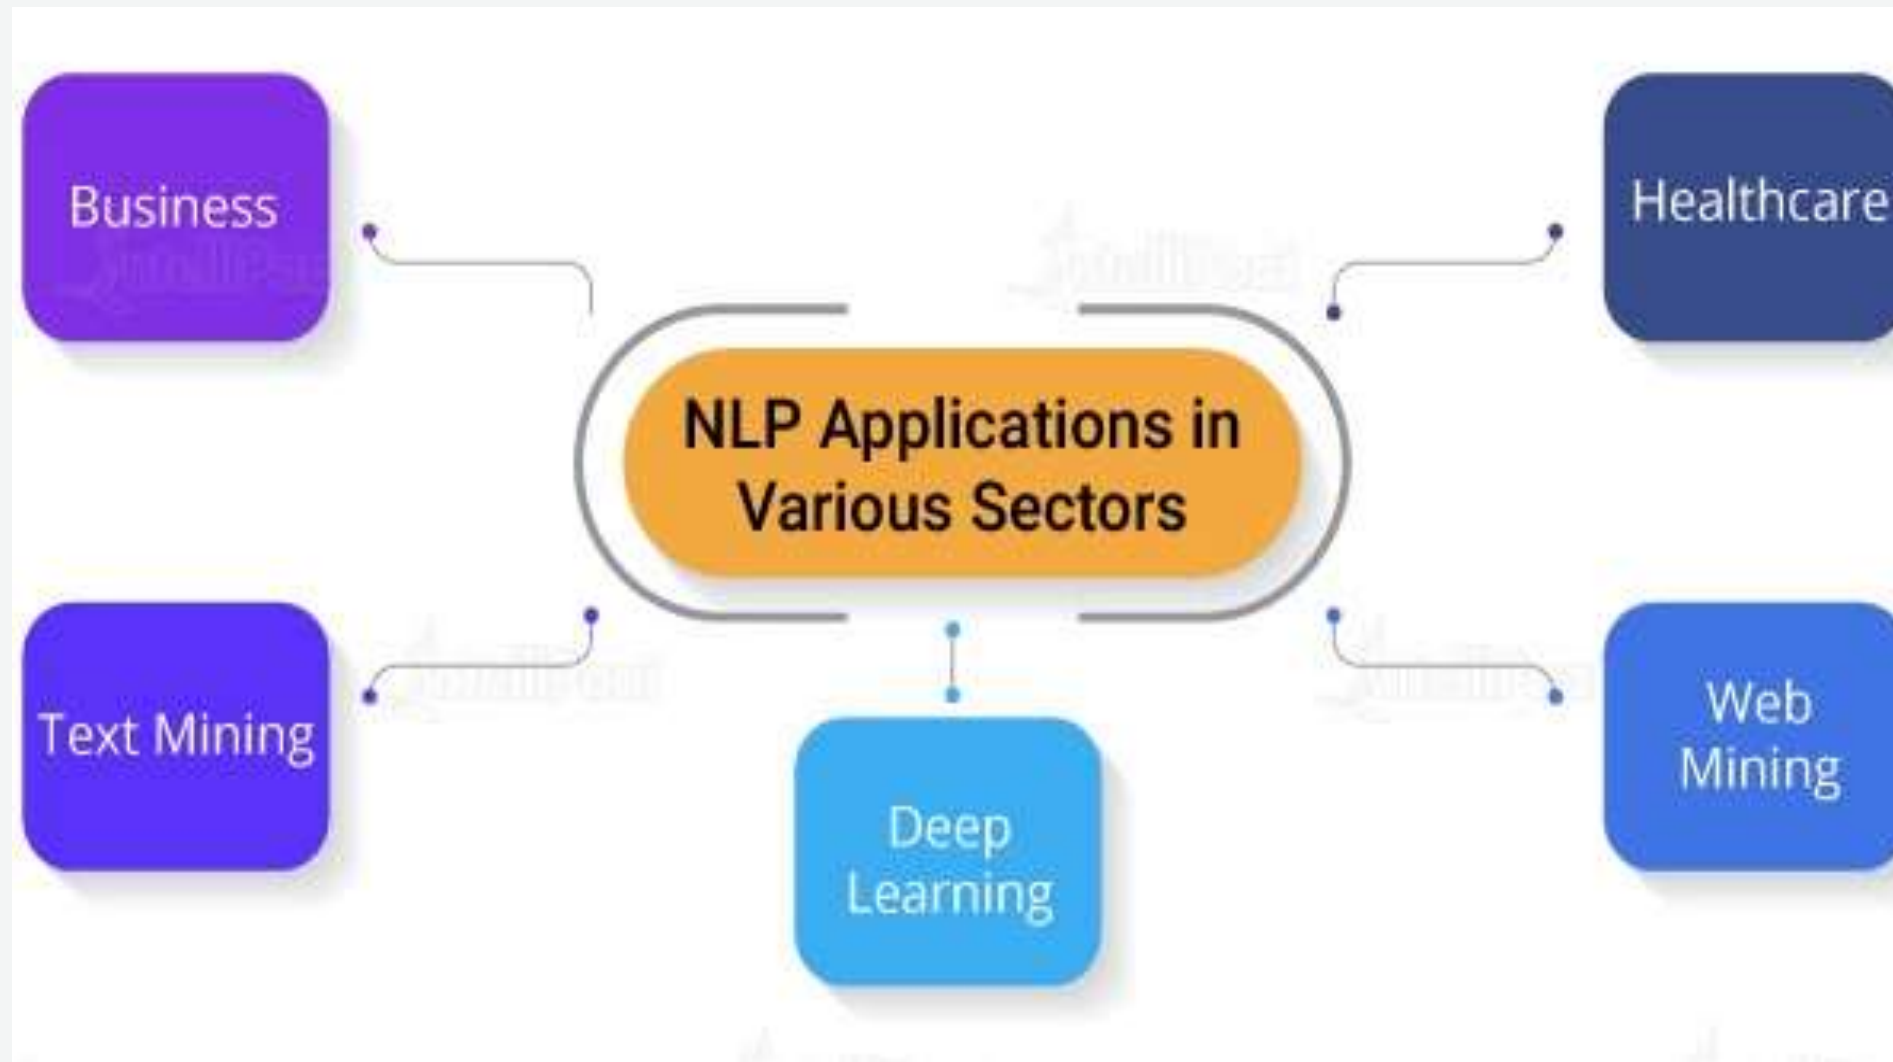 Business
Healthcare
NLP Applications in
Various Sectors
Text Mining
Web
Mining
Deep
Learning